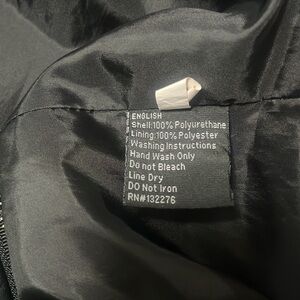 ENGLISH
Shell:100% Polyurethane
Lining:100% Polyester
Washing Instructions
Hand Wash Only
Do not Bleach
Line Dry
DO Not Iron
RN#132276